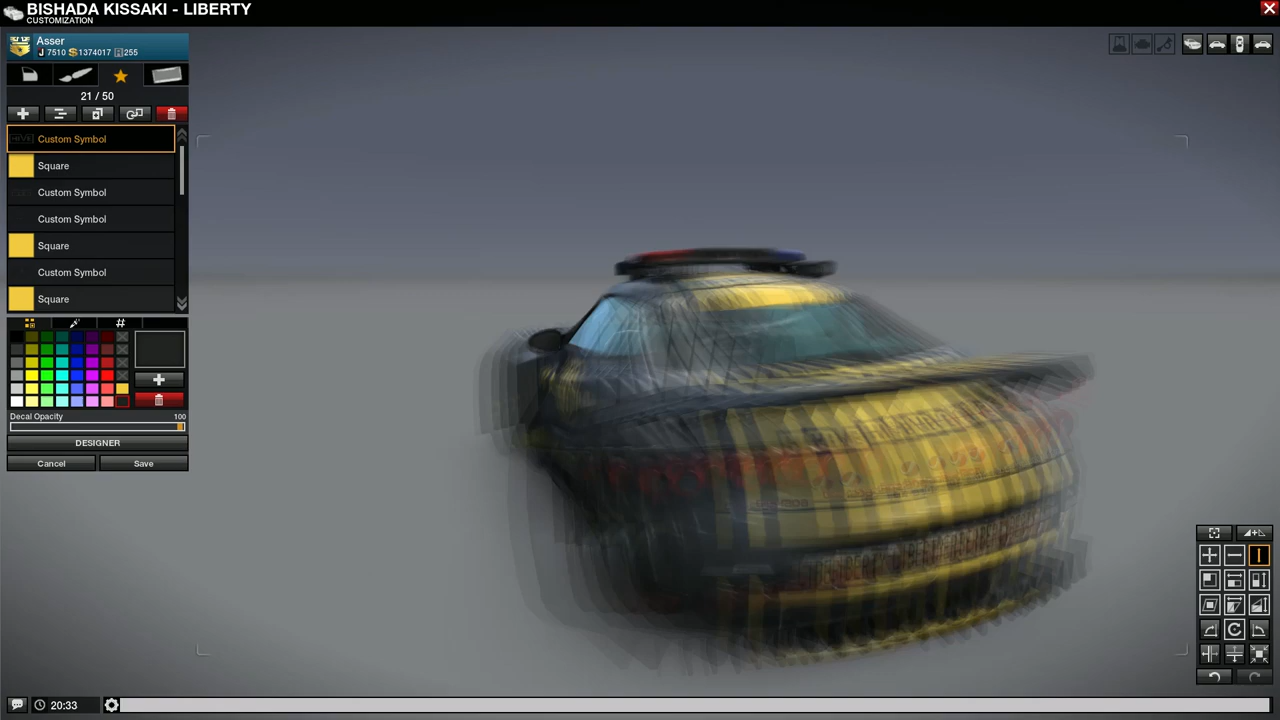 BISHADA KISSAKI - LIBERTY
CUSTOMIZATION
Asser
J 7510 $ 1374017 R 255
21 / 50
Custom Symbol
Square
Custom Symbol
Custom Symbol
Square
Custom Symbol
Square
#
Decal Opacity 100
DESIGNER
Cancel Save
20:33